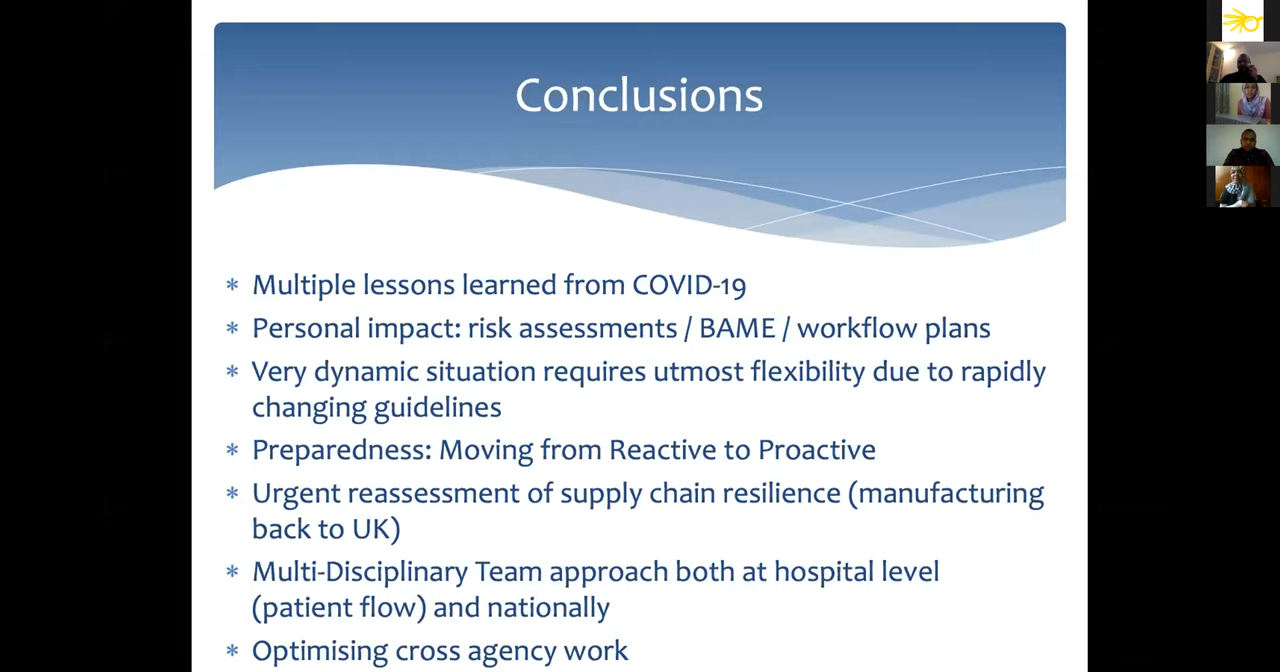 Conclusions
* Multiple lessons learned from COVID-19
* Personal impact: risk assessments / BAME / workflow plans
* Very dynamic situation requires utmost flexibility due to rapidly
changing guidelines
* Preparedness: Moving from Reactive to Proactive
* Urgent reassessment of supply chain resilience (manufacturing
back to UK)
* Multi-Disciplinary Team approach both at hospital level
(patient flow) and nationally
* Optimising cross agency work